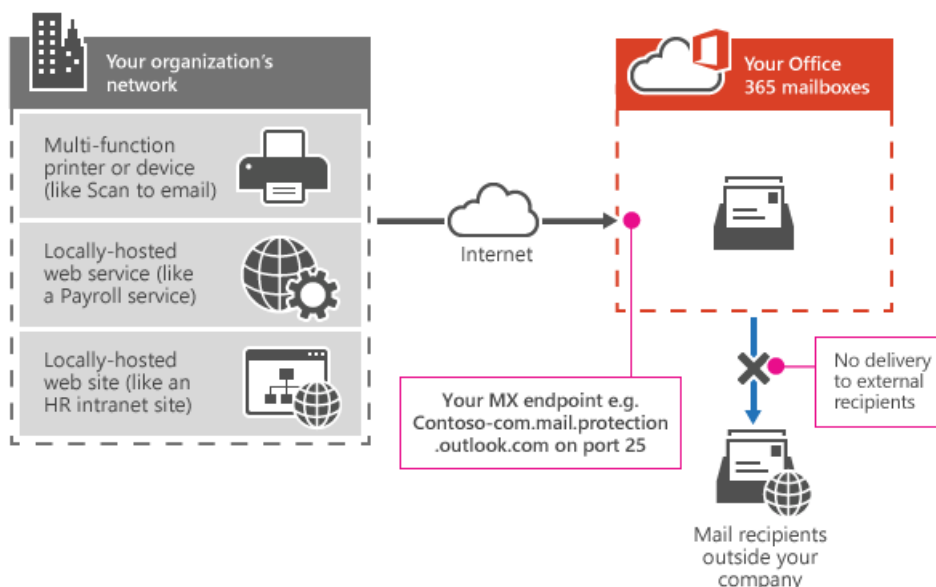 Your organization's
network
Multi-function
printer or device
(like Scan to email)
Locally-hosted
web service (like
a Payroll service)
Locally-hosted
web site (like an
HR intranet site)
Internet
Your MX endpoint e.g.
Contoso-com.mail.protection
.outlook.com on port 25
Your Office
365 mailboxes
No delivery
to external
recipients
Mail recipients
outside your
company